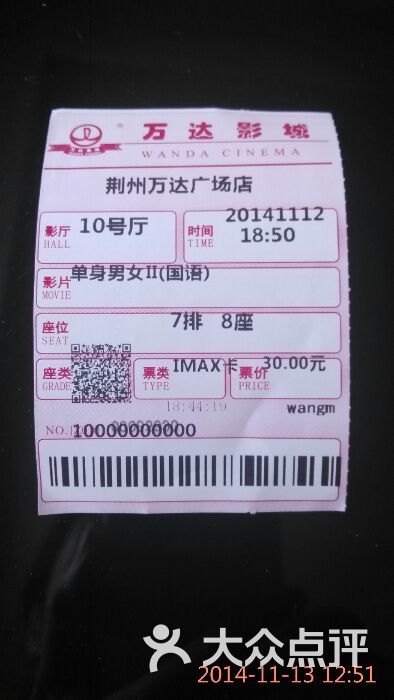 万达影城
WANDA CINEMA
荆州万达广场店
影厅 HALL 10号厅
时间 TIME 20141112 18:50
影片 MOVIE 单身男女II(国语)
座位 SEAT 7排 8座
座类 GRADE
票类 TYPE IMAX卡
票价 PRICE 30.00元
18:44:19
wangm
NO.
10000000000
大众点评
2014-11-13 12:51